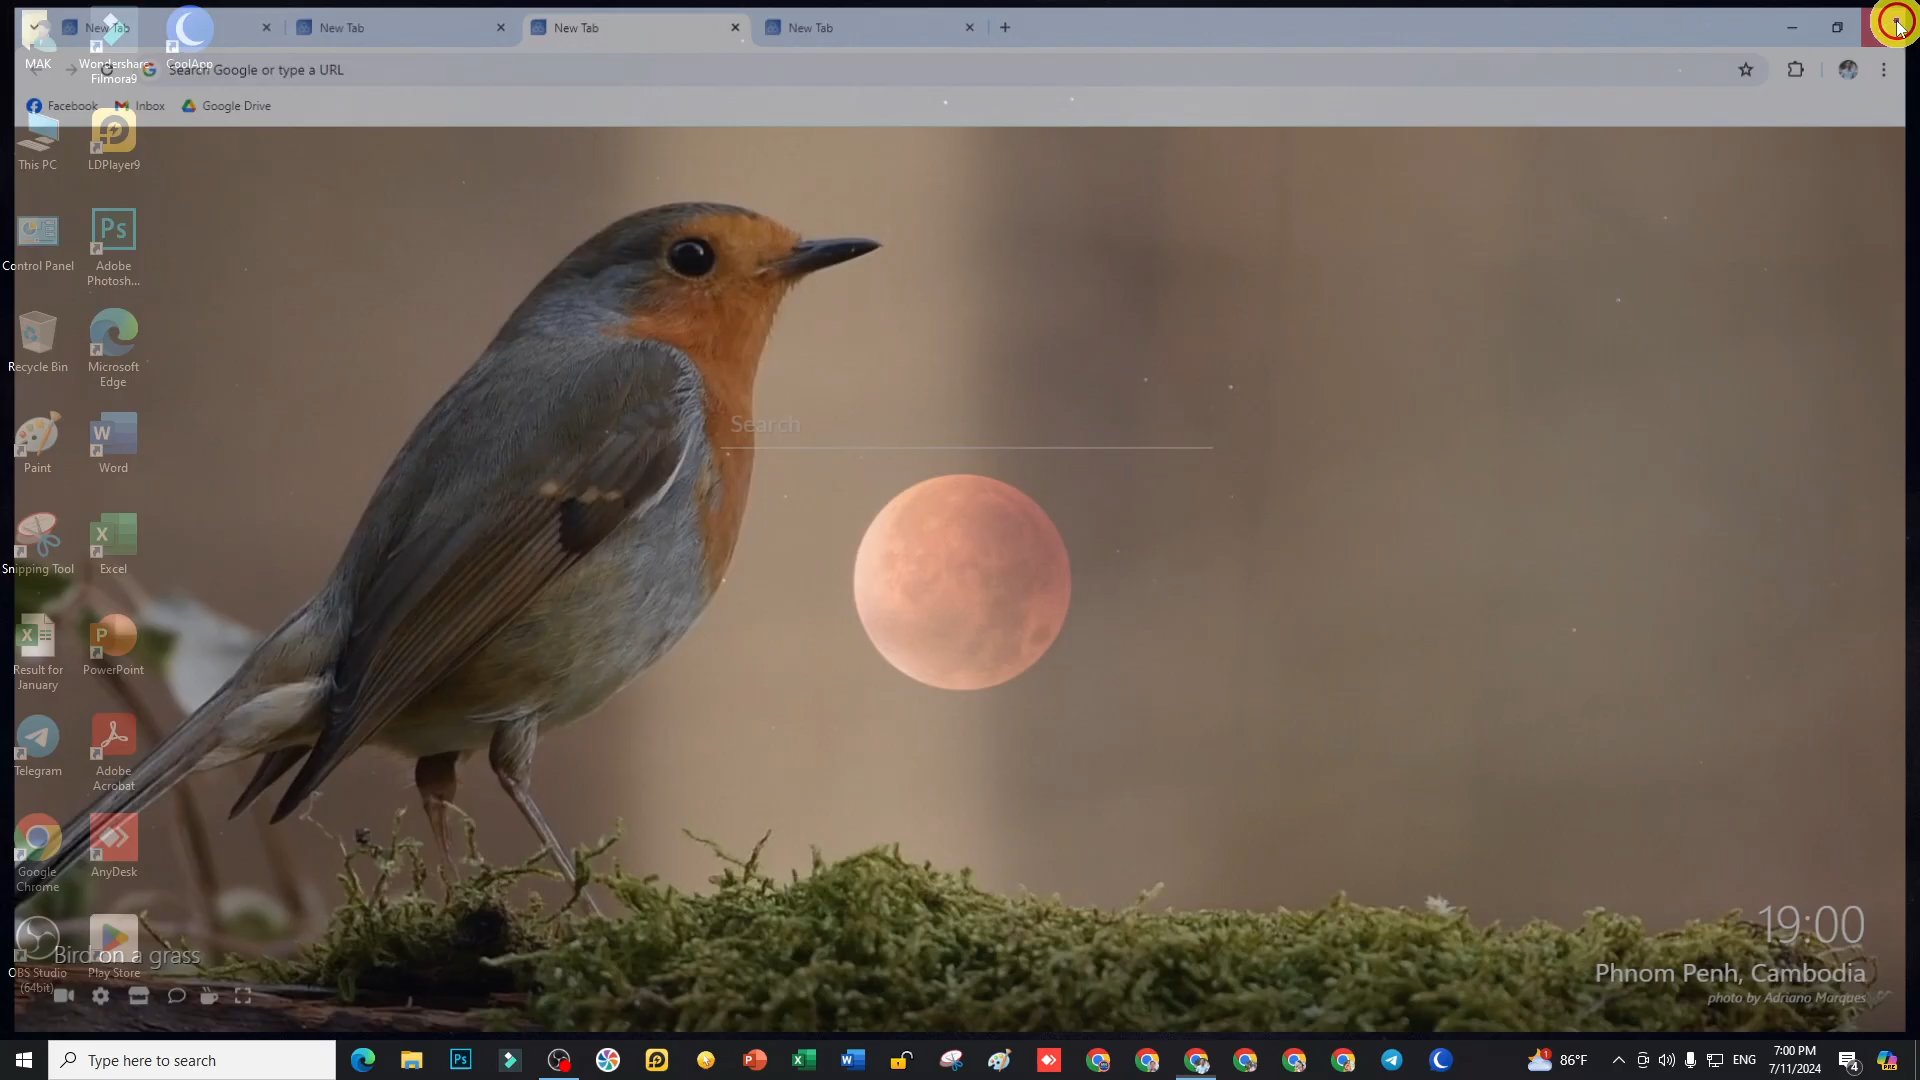 New Tab
New Tab
New Tab
New Tab
Search Google or type a URL
Facebook
Inbox
Google Drive
MAK
Wondershare
Filmora9
CoolApp
This PC
LDPlayer9
Control Panel
Adobe
Photosh...
Recycle Bin
Microsoft
Edge
Paint
Word
Snipping Tool
Excel
Result for
January
PowerPoint
Telegram
Adobe
Acrobat
Google
Chrome
AnyDesk
OBS Studio
(64bit)
Play Store
Search
Bird on a grass
19:00
Phnom Penh, Cambodia
photo by Adriano Marques
Type here to search
86°F
ENG
7:00 PM
7/11/2024
4